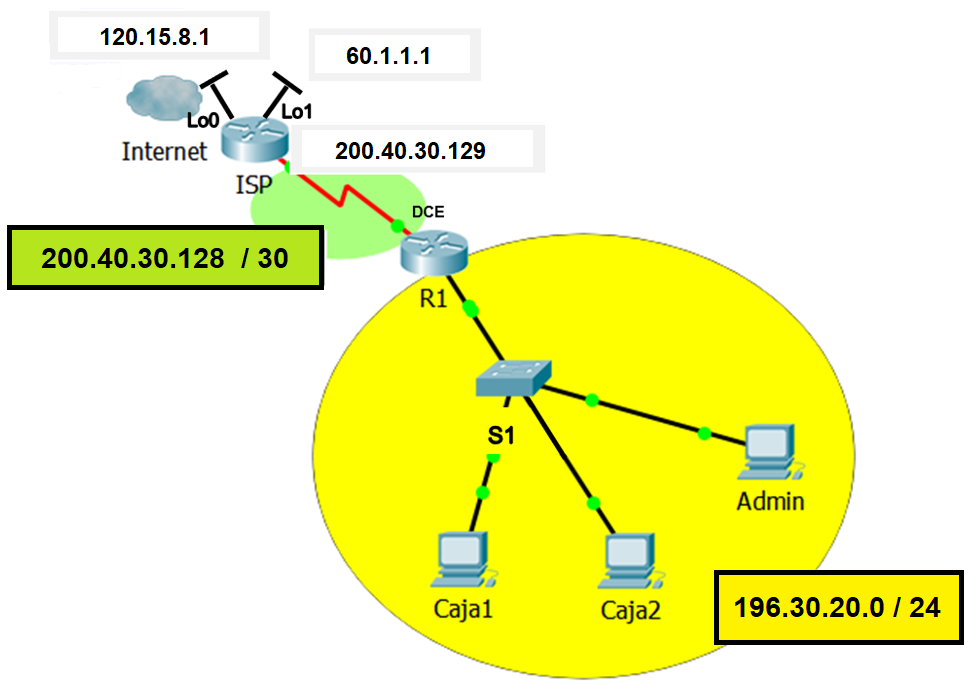 120.15.8.1
60.1.1.1
Lo0
Lo1
Internet
200.40.30.129
ISP
DCE
200.40.30.128 / 30
R1
S1
Admin
Caja1
Caja2
196.30.20.0 / 24